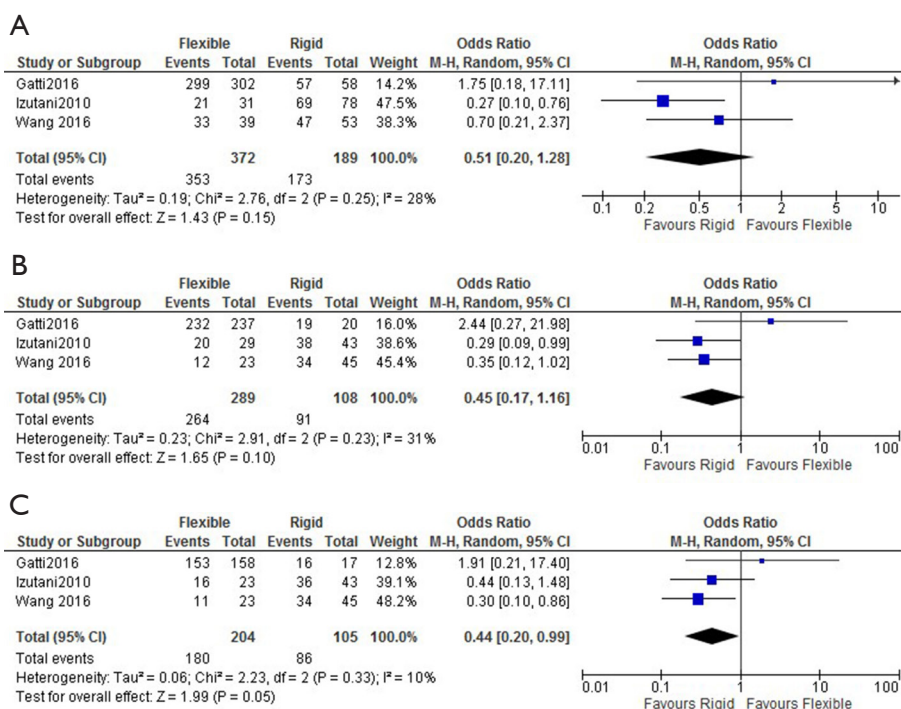 A
Flexible Rigid Odds Ratio Odds Ratio
Study or Subgroup Events Total Events Total Weight M-H, Random, 95% CI M-H, Random, 95% CI
Gatti2016 299 302 57 58 14.2% 1.75 [0.18, 17.11]
Izutani2010 21 31 69 78 47.5% 0.27 [0.10, 0.76]
Wang 2016 33 39 47 53 38.3% 0.70 [0.21, 2.37]
Total (95% CI) 372 189 100.0% 0.51 [0.20, 1.28]
Total events 353 173
Heterogeneity: Tau² = 0.19; Chi² = 2.76, df = 2 (P = 0.25); I² = 28%
Test for overall effect: Z = 1.43 (P = 0.15)
0.1 0.2 0.5 1 2 5 10
Favours Rigid Favours Flexible
B
Flexible Rigid Odds Ratio Odds Ratio
Study or Subgroup Events Total Events Total Weight M-H, Random, 95% CI M-H, Random, 95% CI
Gatti2016 232 237 19 20 16.0% 2.44 [0.27, 21.98]
Izutani2010 20 29 38 43 38.6% 0.29 [0.09, 0.99]
Wang 2016 12 23 34 45 45.4% 0.35 [0.12, 1.02]
Total (95% CI) 289 108 100.0% 0.45 [0.17, 1.16]
Total events 264 91
Heterogeneity: Tau² = 0.23; Chi² = 2.91, df = 2 (P = 0.23); I² = 31%
Test for overall effect: Z = 1.65 (P = 0.10)
0.01 0.1 1 10 100
Favours Rigid Favours Flexible
C
Flexible Rigid Odds Ratio Odds Ratio
Study or Subgroup Events Total Events Total Weight M-H, Random, 95% CI M-H, Random, 95% CI
Gatti2016 153 158 16 17 12.8% 1.91 [0.21, 17.40]
Izutani2010 16 23 36 43 39.1% 0.44 [0.13, 1.48]
Wang 2016 11 23 34 45 48.2% 0.30 [0.10, 0.86]
Total (95% CI) 204 105 100.0% 0.44 [0.20, 0.99]
Total events 180 86
Heterogeneity: Tau² = 0.06; Chi² = 2.23, df = 2 (P = 0.33); I² = 10%
Test for overall effect: Z = 1.99 (P = 0.05)
0.01 0.1 1 10 100
Favours Rigid Favours Flexible